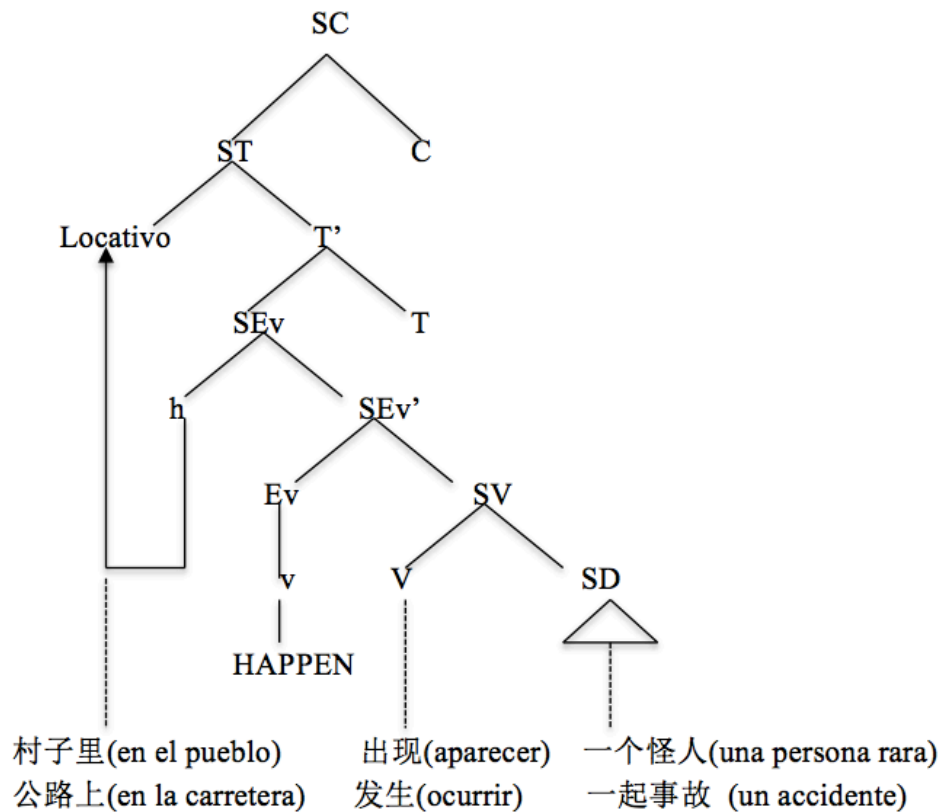 SC
ST C
Locativo T’
SEv T
h SEv’
Ev SV
v V SD
HAPPEN
村子里(en el pueblo) 出现(aparecer) 一个怪人(una persona rara)
公路上(en la carretera) 发生(ocurrir) 一起事故 (un accidente)